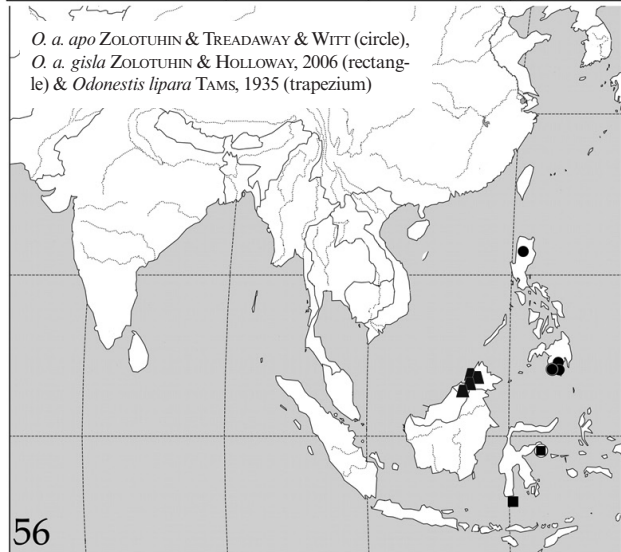 O. a. apo ZOLOTUHIN & TREADAWAY & WITT (circle),
O. a. gisla ZOLOTUHIN & HOLLOWAY, 2006 (rectang-
le) & Odonestis lipara TAMS, 1935 (trapezium)
56